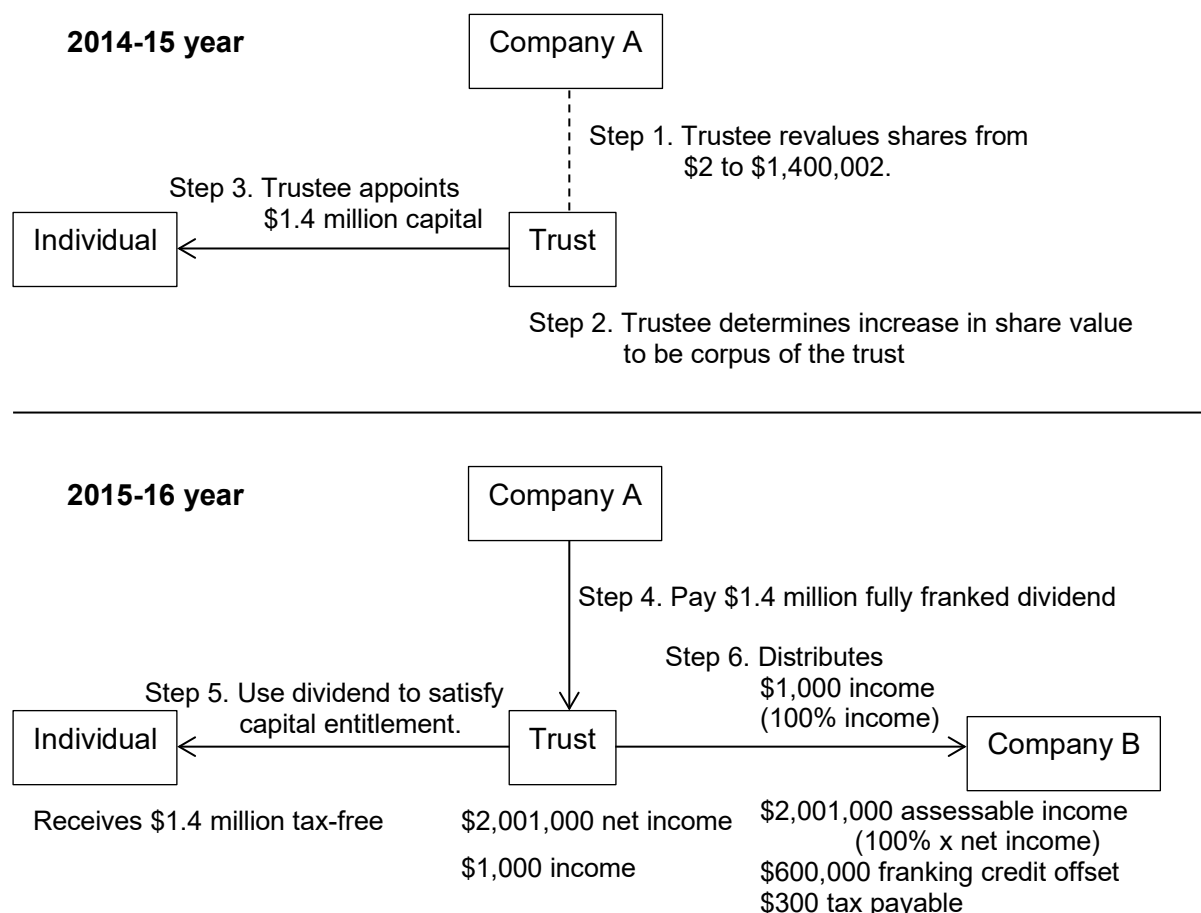 2014-15 year
Company A
Step 1. Trustee revalues shares from
$2 to $1,400,002.
Step 3. Trustee appoints
$1.4 million capital
Individual
Trust
Step 2. Trustee determines increase in share value
to be corpus of the trust
2015-16 year
Company A
Step 4. Pay $1.4 million fully franked dividend
Step 6. Distributes
$1,000 income
(100% income)
Step 5. Use dividend to satisfy
capital entitlement.
Individual
Trust
Company B
Receives $1.4 million tax-free
$2,001,000 net income
$1,000 income
$2,001,000 assessable income
(100% x net income)
$600,000 franking credit offset
$300 tax payable